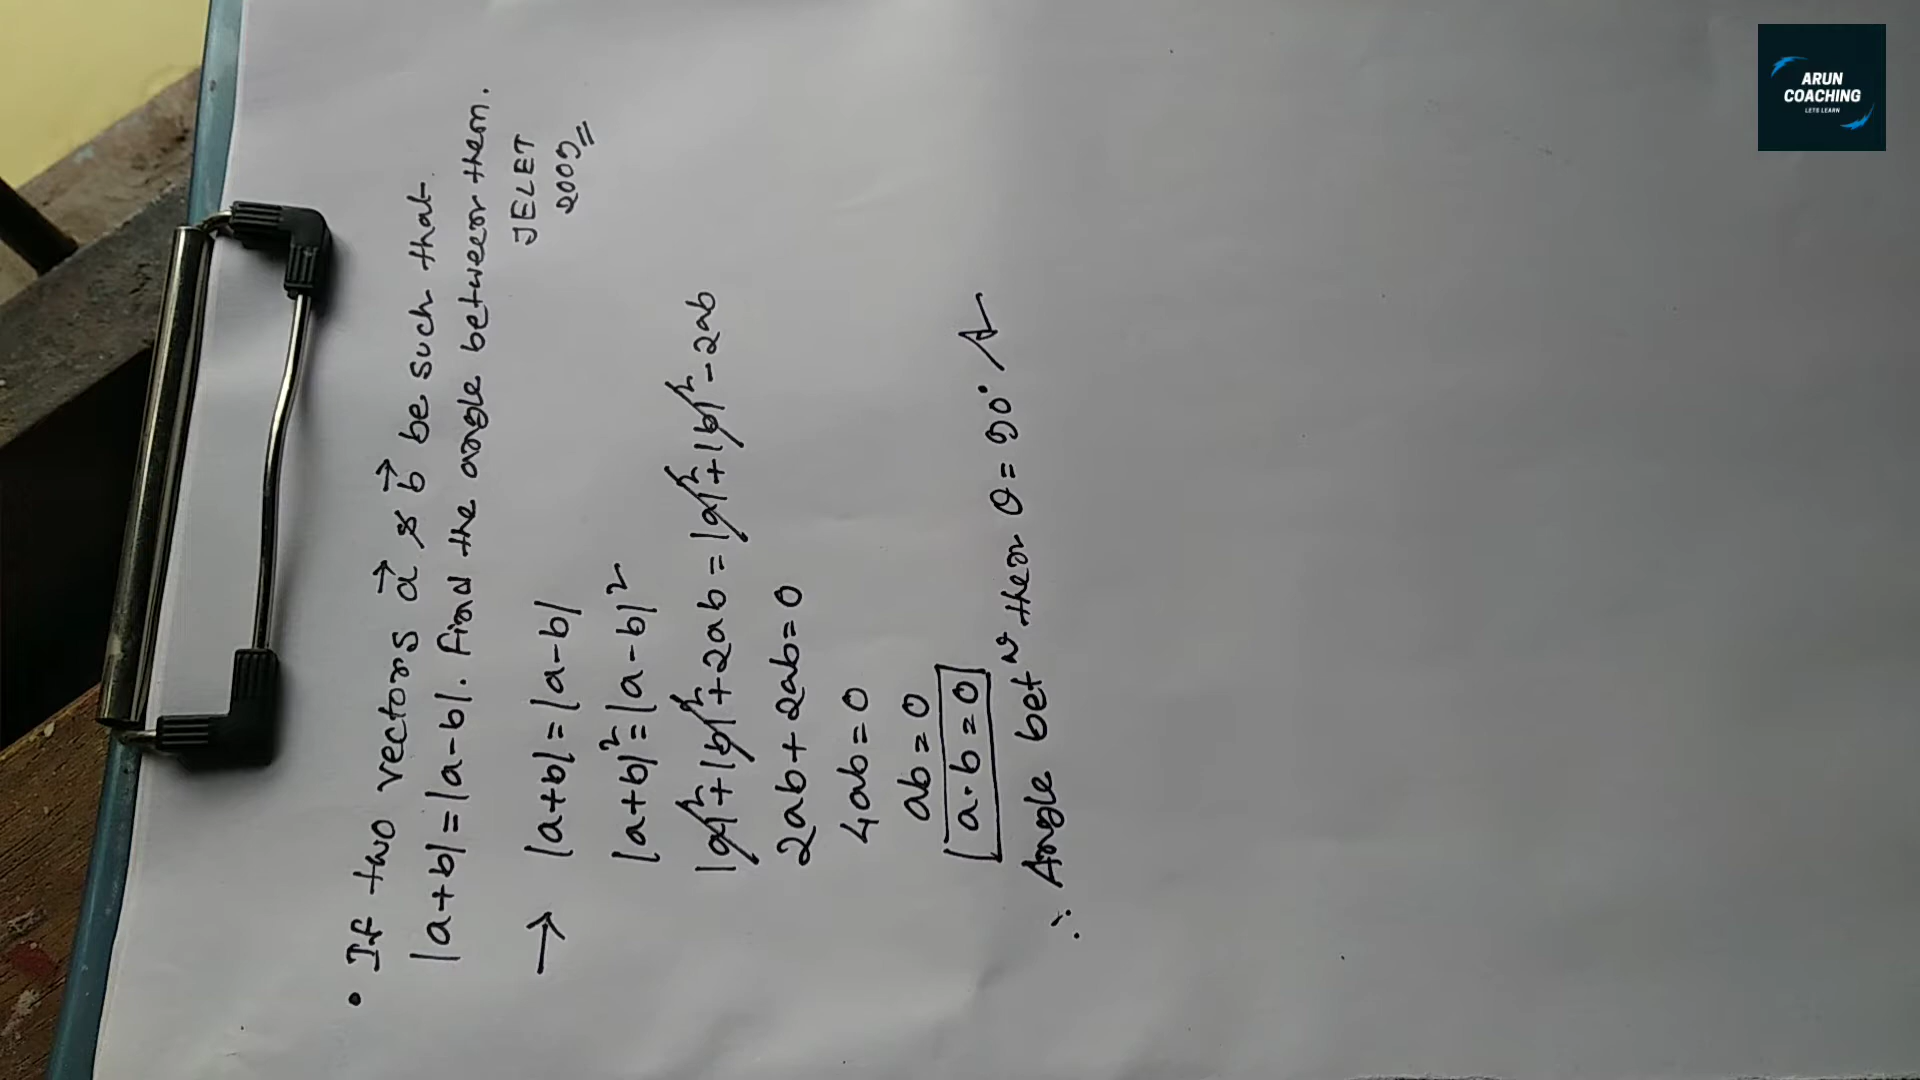 • If two vectors a⃗ & b⃗ be such that
|a+b|=|a-b|. find the angle between them.
JELET
2009
→ |a+b|=|a-b|
|a+b|²=|a-b|²
|a|²+|b|²+2ab=|a|²+|b|²-2ab
2ab+2ab=0
4ab=0
ab=0
a·b=0
∴ Angle betⁿ them θ=90°
ARUN
COACHING
LETS LEARN